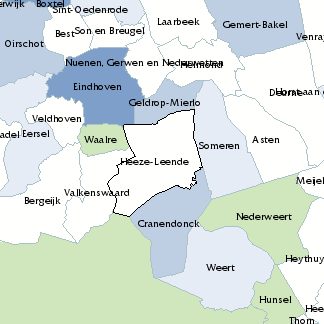 erwijk
Boxtel
Sint-Oedenrode
Laarbeek
Gemert-Bakel
Best
Son en Breugel
Oirschot
Venray
Nuenen, Gerwen en Nederwetten
Helmond
Eindhoven
Deurne
Horst aan
Geldrop-Mierlo
Veldhoven
adel
Eersel
Waalre
Asten
Someren
Heeze-Leende
Meijel
Valkenswaard
Bergeijk
Nederweert
Cranendonck
Heythuy
Weert
Hunsel
Hee
Thorn